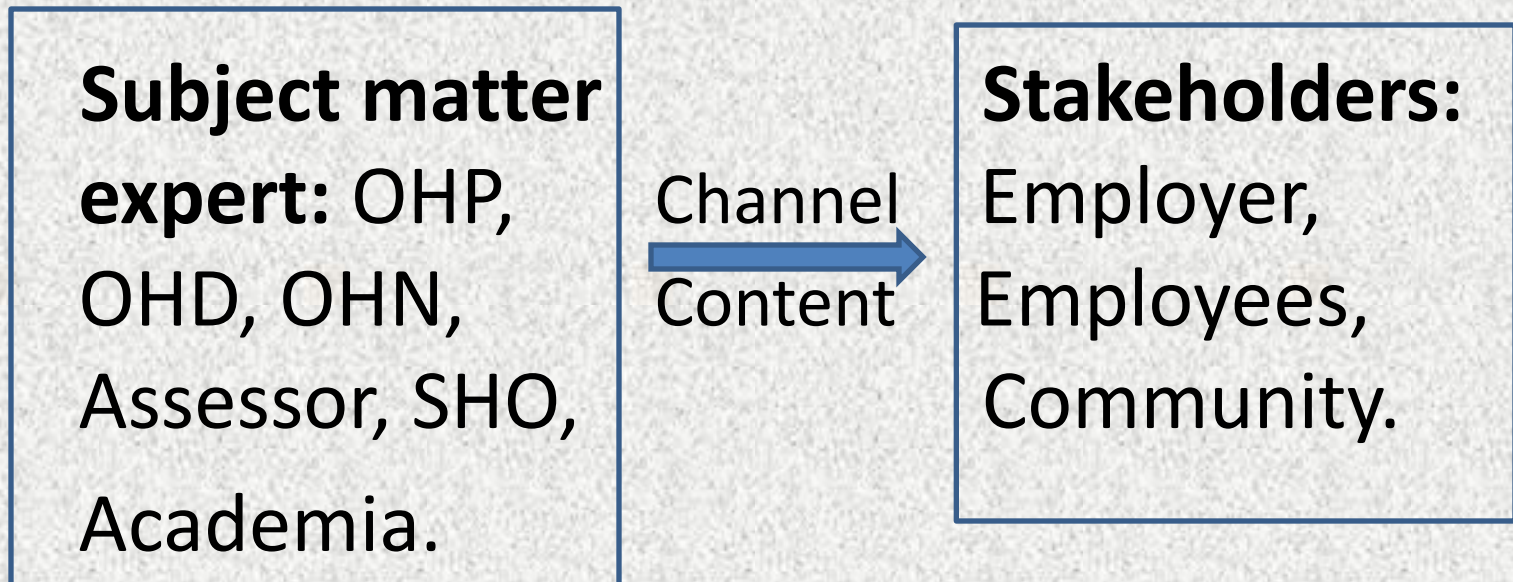 Subject matter
expert: OHP,
OHD, OHN,
Assessor, SHO,
Academia.
Channel
Content
Stakeholders:
Employer,
Employees,
Community.